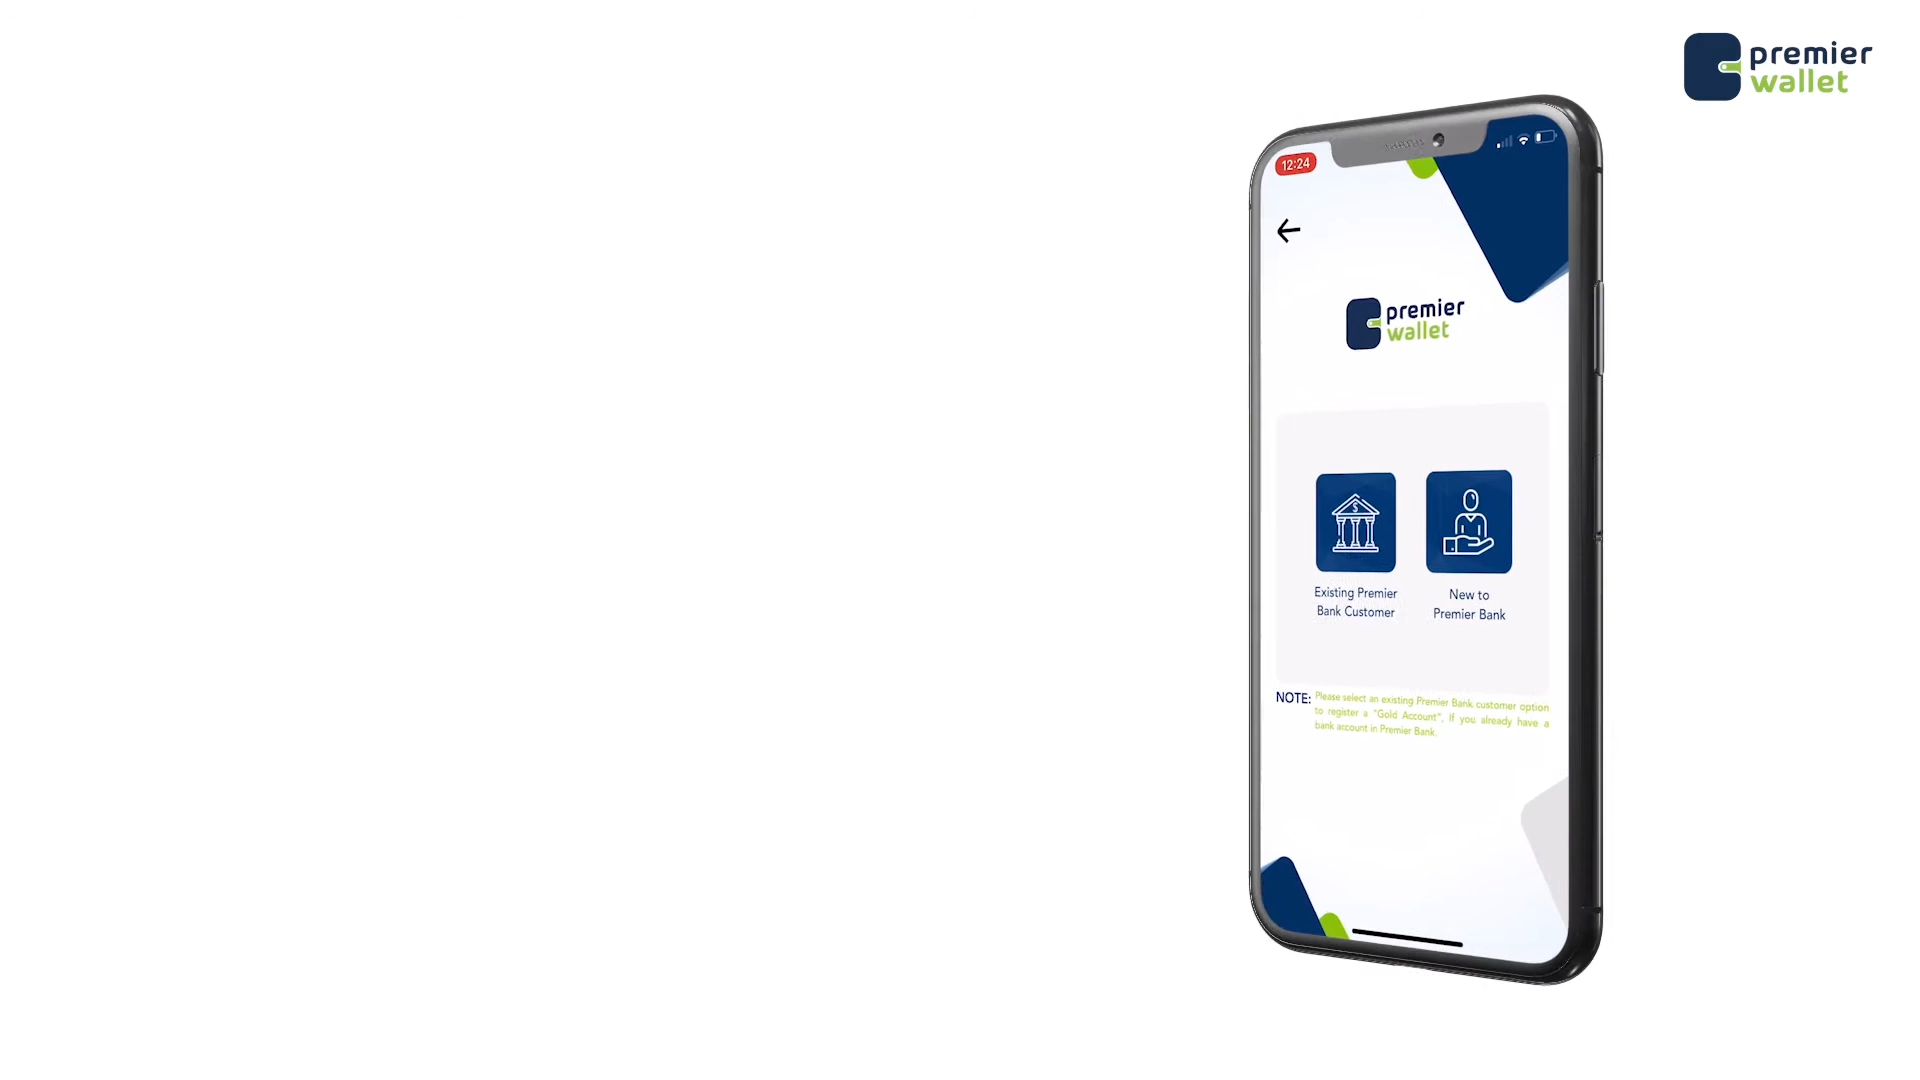 premier
wallet
12:24
premier
wallet
Existing Premier
Bank Customer
New to
Premier Bank
NOTE: Please select an existing Premier Bank customer option
to register a "Gold Account", If you already have a
bank account in Premier Bank.